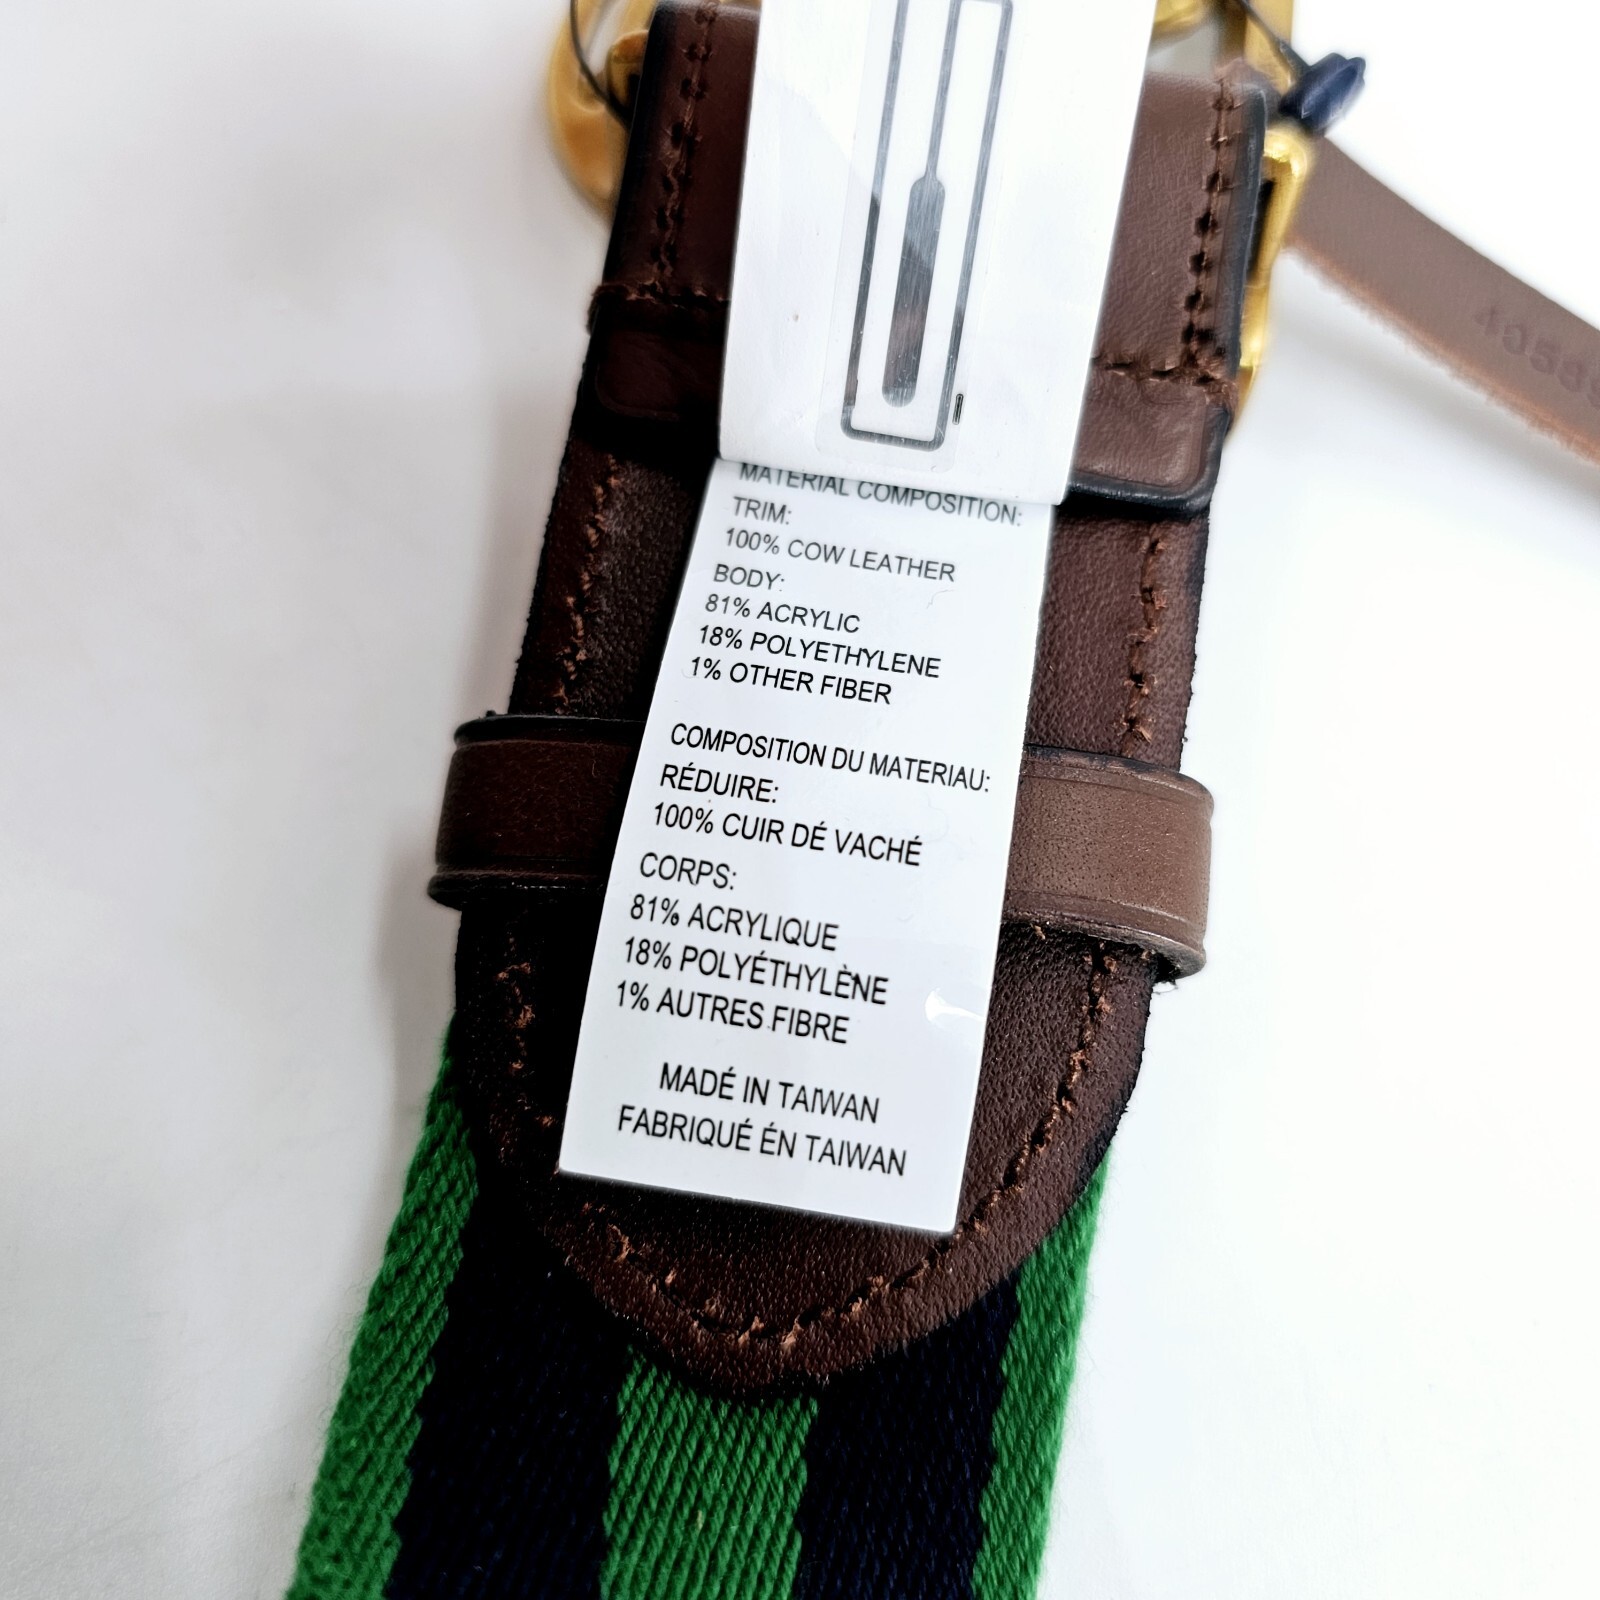 MATERIAL COMPOSITION:
TRIM:
100% COW LEATHER
BODY:
81% ACRYLIC
18% POLYETHYLENE
1% OTHER FIBER
COMPOSITION DU MATERIAU:
RÉDUIRE:
100% CUIR DÉ VACHÉ
CORPS:
81% ACRYLIQUE
18% POLYÉTHYLÈNE
1% AUTRES FIBRE
MADÉ IN TAIWAN
FABRIQUÉ ÉN TAIWAN